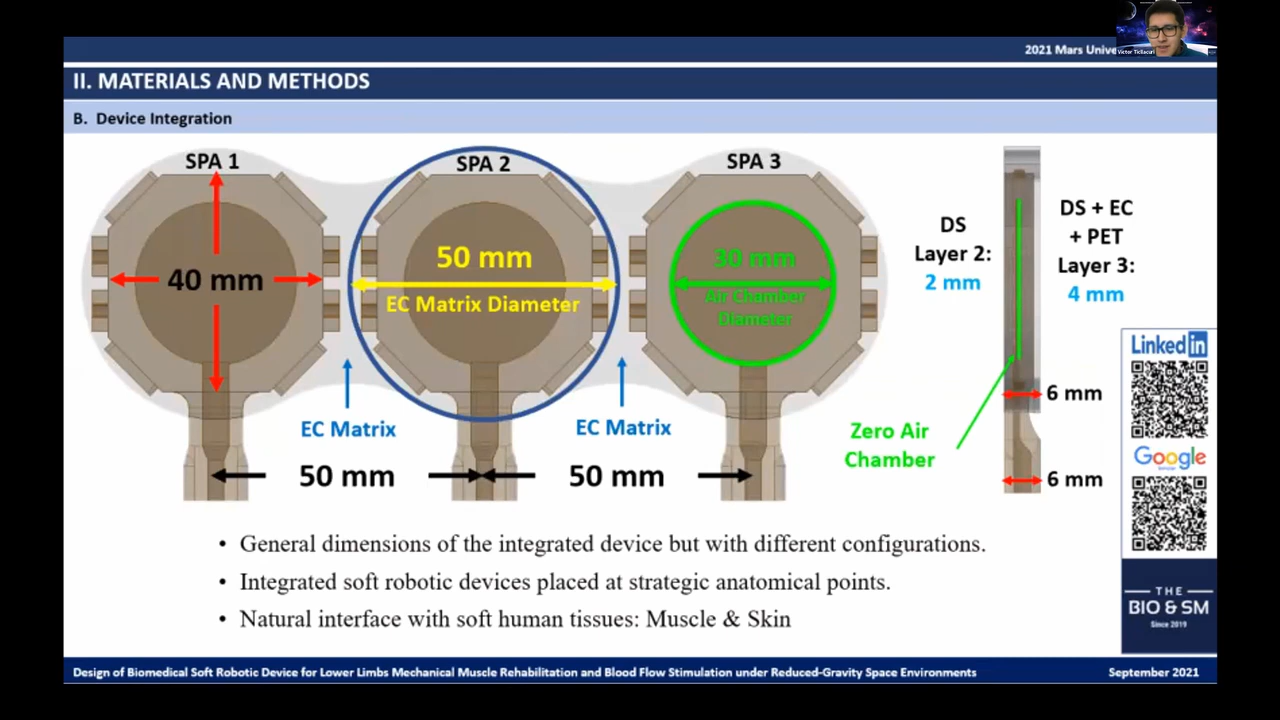 2021 Mars Unive
Victor Ticllacuri
II. MATERIALS AND METHODS
B. Device Integration
SPA 1
SPA 2
SPA 3
40 mm
50 mm
EC Matrix Diameter
30 mm
Air Chamber
Diameter
EC Matrix
EC Matrix
50 mm
50 mm
DS
Layer 2:
2 mm
DS + EC
+ PET
Layer 3:
4 mm
6 mm
6 mm
Zero Air
Chamber
• General dimensions of the integrated device but with different configurations.
• Integrated soft robotic devices placed at strategic anatomical points.
• Natural interface with soft human tissues: Muscle & Skin
Linked in
Google
THE
BIO & SM
Since 2019
Design of Biomedical Soft Robotic Device for Lower Limbs Mechanical Muscle Rehabilitation and Blood Flow Stimulation under Reduced-Gravity Space Environments
September 2021